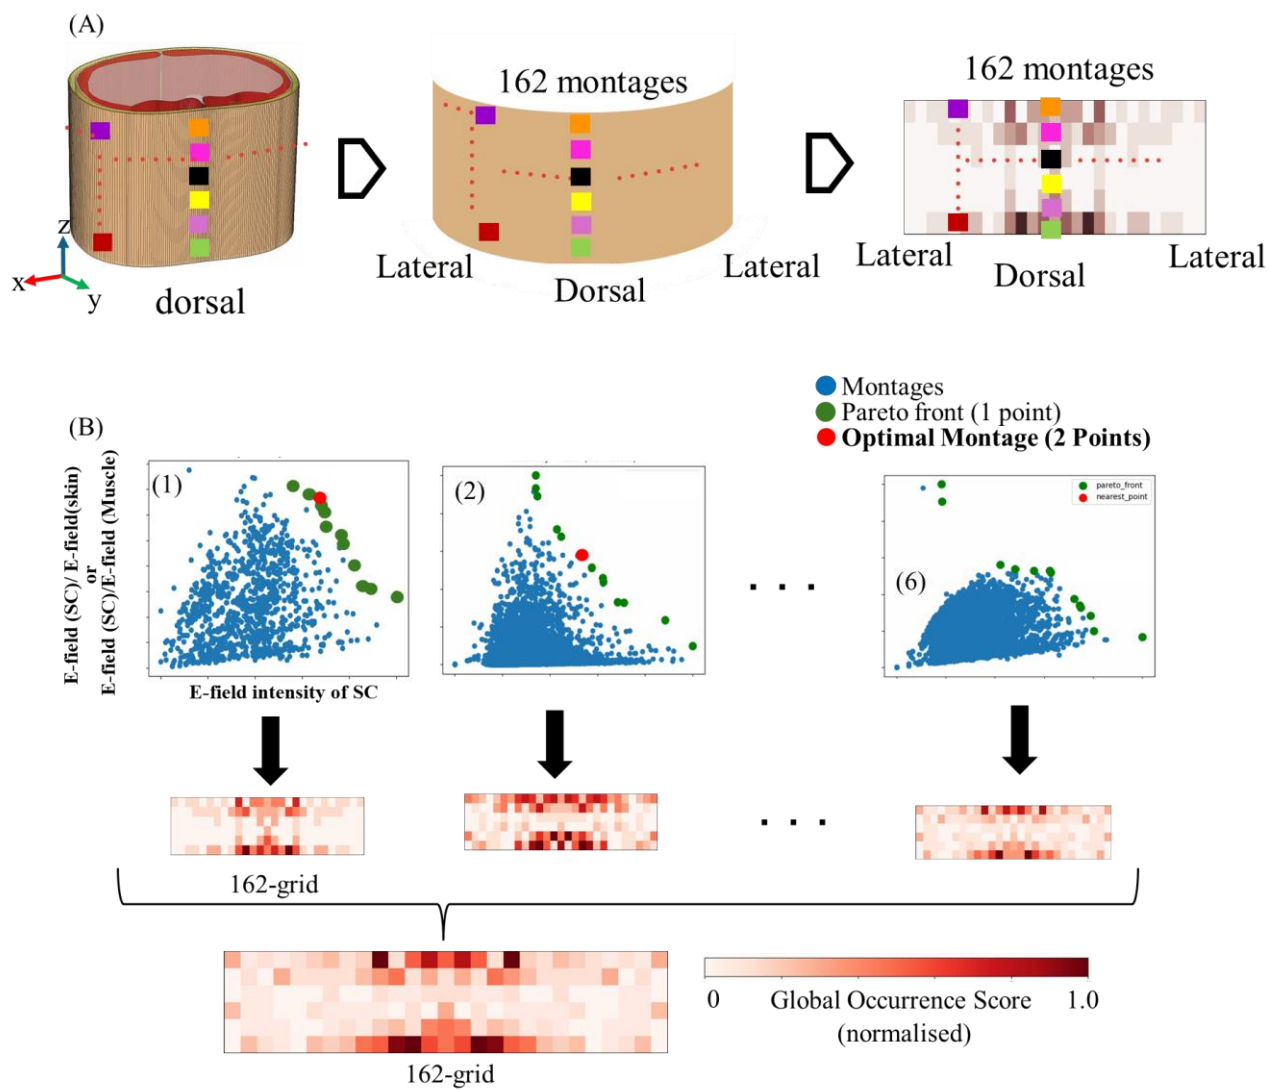 (A)
162 montages
162 montages
z
x
y
dorsal
Lateral
Dorsal
Lateral
Lateral
Dorsal
Lateral
Montages
Pareto front (1 point)
Optimal Montage (2 Points)
(B)
E-field (SC)/ E-field(skin)
or
E-field (SC)/E-field (Muscle)
(1)
(2)
(6)
pareto_front
nearest_point
E-field intensity of SC
162-grid
0 Global Occurrence Score 1.0
(normalised)
162-grid